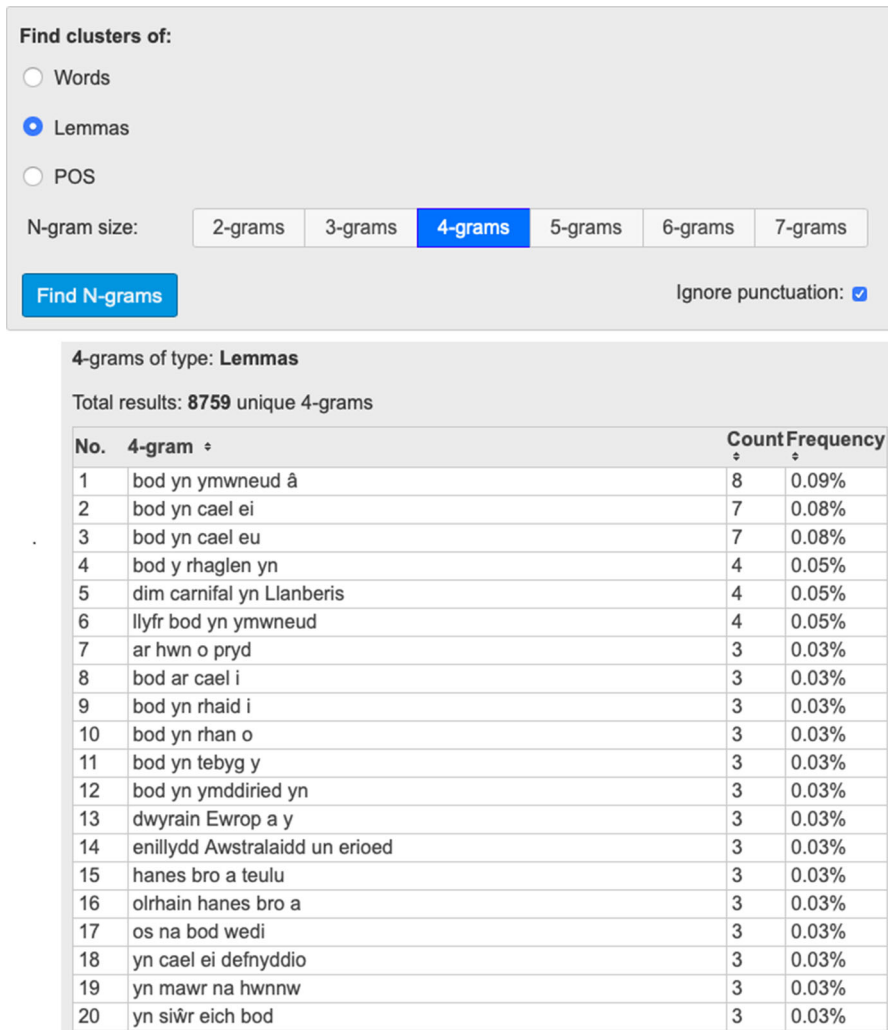 Find clusters of:
Words
Lemmas
POS
N-gram size: 2-grams 3-grams 4-grams 5-grams 6-grams 7-grams
Find N-grams Ignore punctuation:
4-grams of type: Lemmas
Total results: 8759 unique 4-grams
No. 4-gram Count Frequency
1 bod yn ymwneud â 8 0.09%
2 bod yn cael ei 7 0.08%
3 bod yn cael eu 7 0.08%
4 bod y rhaglen yn 4 0.05%
5 dim carnifal yn Llanberis 4 0.05%
6 llyfr bod yn ymwneud 4 0.05%
7 ar hwn o pryd 3 0.03%
8 bod ar cael i 3 0.03%
9 bod yn rhaid i 3 0.03%
10 bod yn rhan o 3 0.03%
11 bod yn tebyg y 3 0.03%
12 bod yn ymddiried yn 3 0.03%
13 dwyrain Ewrop a y 3 0.03%
14 enillydd Awstralaidd un erioed 3 0.03%
15 hanes bro a teulu 3 0.03%
16 olrhain hanes bro a 3 0.03%
17 os na bod wedi 3 0.03%
18 yn cael ei defnyddio 3 0.03%
19 yn mawr na hwnnw 3 0.03%
20 yn siŵr eich bod 3 0.03%